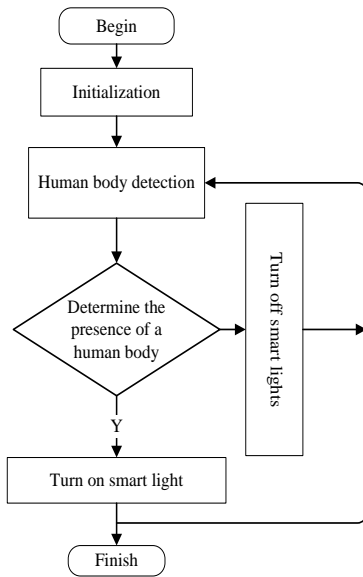 Begin
Initialization
Human body detection
Determine the
presence of a
human body
Turn off smart lights
Y
Turn on smart light
Finish